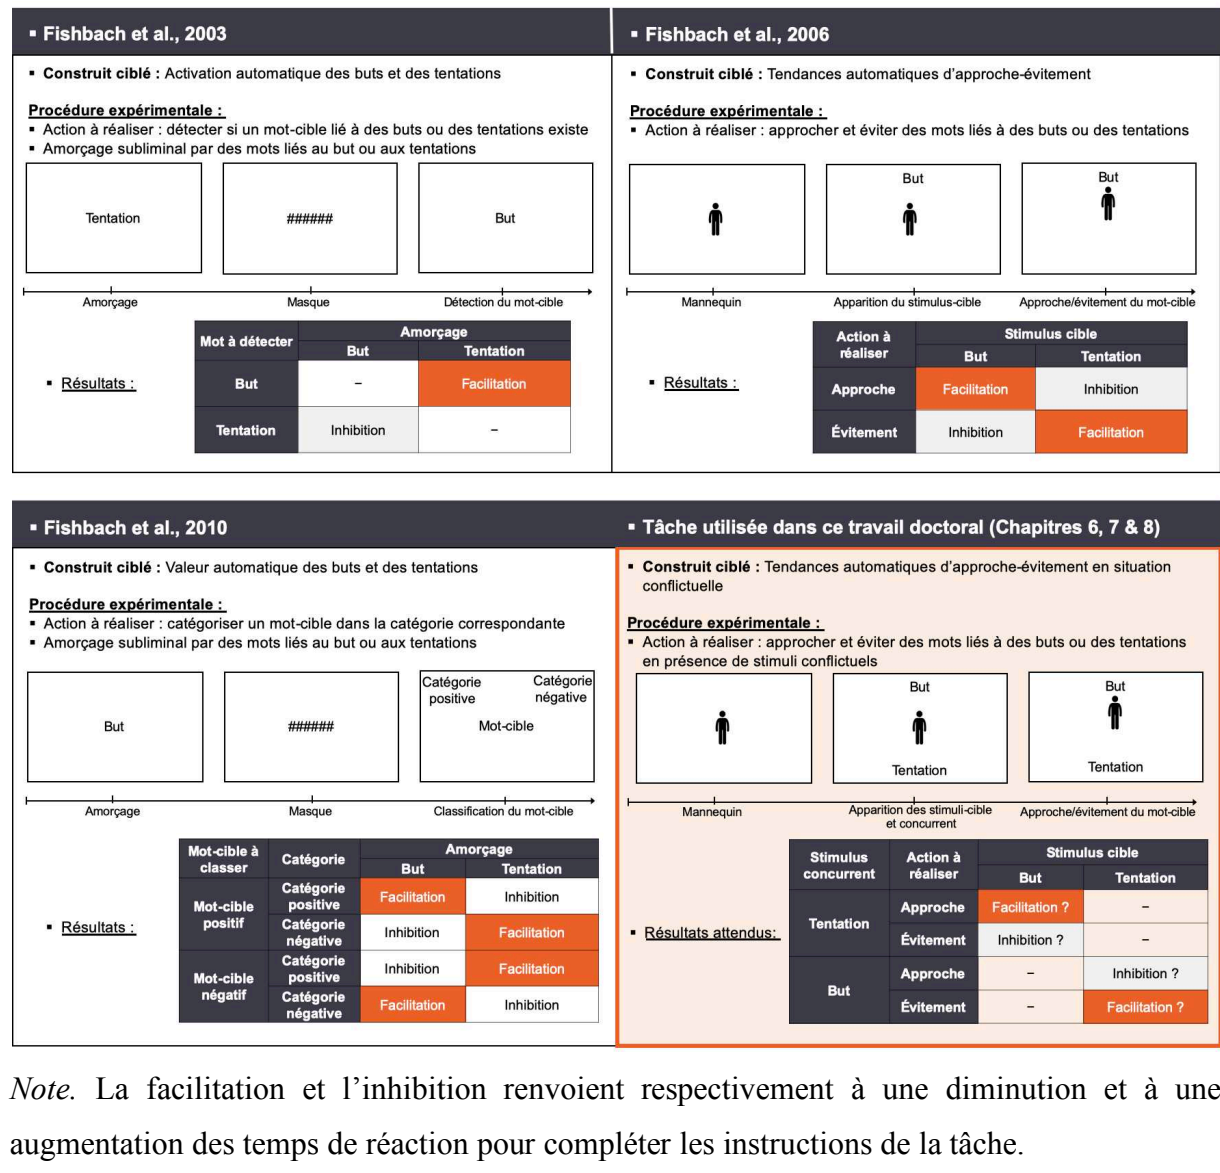 ▪ Fishbach et al., 2003
▪ Construit ciblé : Activation automatique des buts et des tentations
Procédure expérimentale :
▪ Action à réaliser : détecter si un mot-cible lié à des buts ou des tentations existe
▪ Amorçage subliminal par des mots liés au but ou aux tentations
Tentation
######
But
Amorçage
Masque
Détection du mot-cible
▪ Résultats :
Mot à détecter
Amorçage
But
Tentation
But
–
Facilitation
Tentation
Inhibition
–
▪ Fishbach et al., 2006
▪ Construit ciblé : Tendances automatiques d'approche-évitement
Procédure expérimentale :
▪ Action à réaliser : approcher et éviter des mots liés à des buts ou des tentations
But
But
Mannequin
Apparition du stimulus-cible
Approche/évitement du mot-cible
▪ Résultats :
Action à
réaliser
Stimulus cible
But
Tentation
Approche
Facilitation
Inhibition
Évitement
Inhibition
Facilitation
▪ Fishbach et al., 2010
▪ Construit ciblé : Valeur automatique des buts et des tentations
Procédure expérimentale :
▪ Action à réaliser : catégoriser un mot-cible dans la catégorie correspondante
▪ Amorçage subliminal par des mots liés au but ou aux tentations
But
######
Catégorie
positive
Catégorie
négative
Mot-cible
Amorçage
Masque
Classification du mot-cible
▪ Résultats :
Mot-cible à
classer
Catégorie
Amorçage
But
Tentation
Mot-cible
positif
Catégorie
positive
Facilitation
Inhibition
Catégorie
négative
Inhibition
Facilitation
Mot-cible
négatif
Catégorie
positive
Inhibition
Facilitation
Catégorie
négative
Facilitation
Inhibition
▪ Tâche utilisée dans ce travail doctoral (Chapitres 6, 7 & 8)
▪ Construit ciblé : Tendances automatiques d'approche-évitement en situation
conflictuelle
Procédure expérimentale :
▪ Action à réaliser : approcher et éviter des mots liés à des buts ou des tentations
en présence de stimuli conflictuels
But
Tentation
But
Tentation
Mannequin
Apparition des stimuli-cible
et concurrent
Approche/évitement du mot-cible
▪ Résultats attendus:
Stimulus
concurrent
Action à
réaliser
Stimulus cible
But
Tentation
Tentation
Approche
Facilitation ?
–
Évitement
Inhibition ?
–
But
Approche
–
Inhibition ?
Évitement
–
Facilitation ?
Note. La facilitation et l'inhibition renvoient respectivement à une diminution et à une
augmentation des temps de réaction pour compléter les instructions de la tâche.